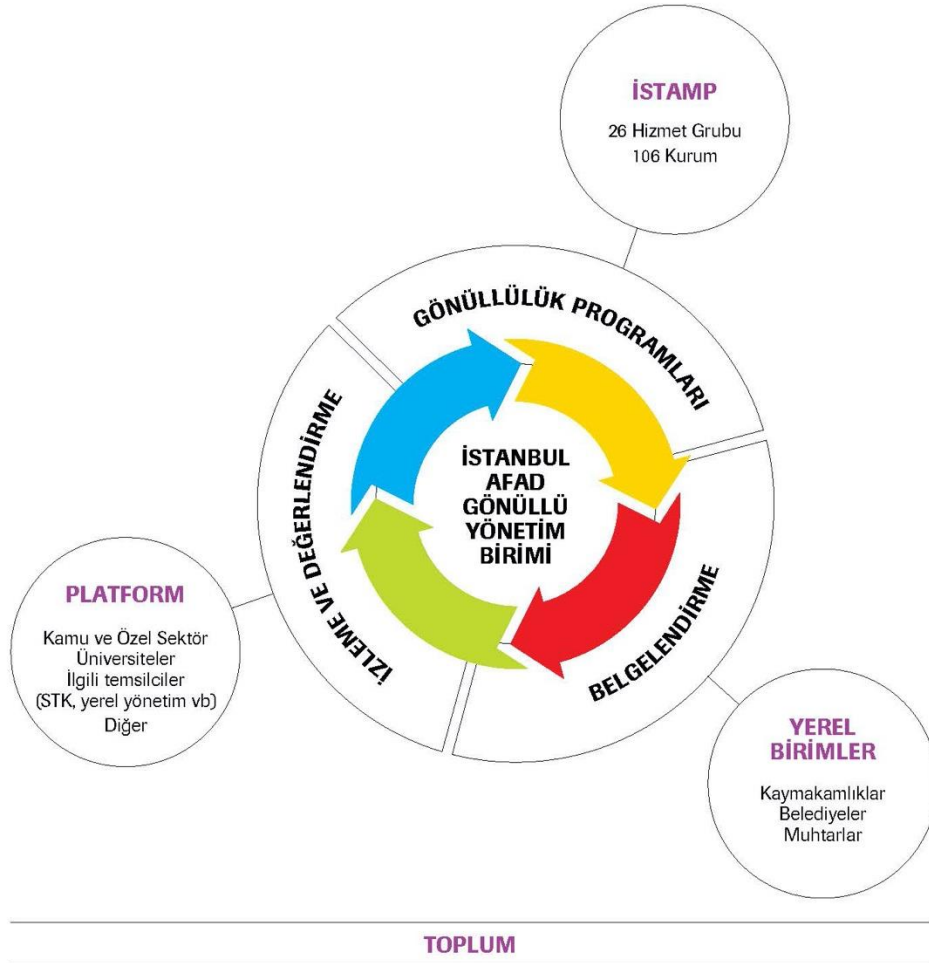 İSTAMP
26 Hizmet Grubu
106 Kurum
GÖNÜLLÜLÜK PROGRAMLARI
İZLEME VE DEĞERLENDİRME
İSTANBUL
AFAD
GÖNÜLLÜ
YÖNETİM
BİRİMİ
BELGELENDİRME
PLATFORM
Kamu ve Özel Sektör
Üniversiteler
İlgili temsilciler
(STK, yerel yönetim vb)
Diğer
YEREL
BİRİMLER
Kaymakamlıklar
Belediyeler
Muhtarlar
TOPLUM